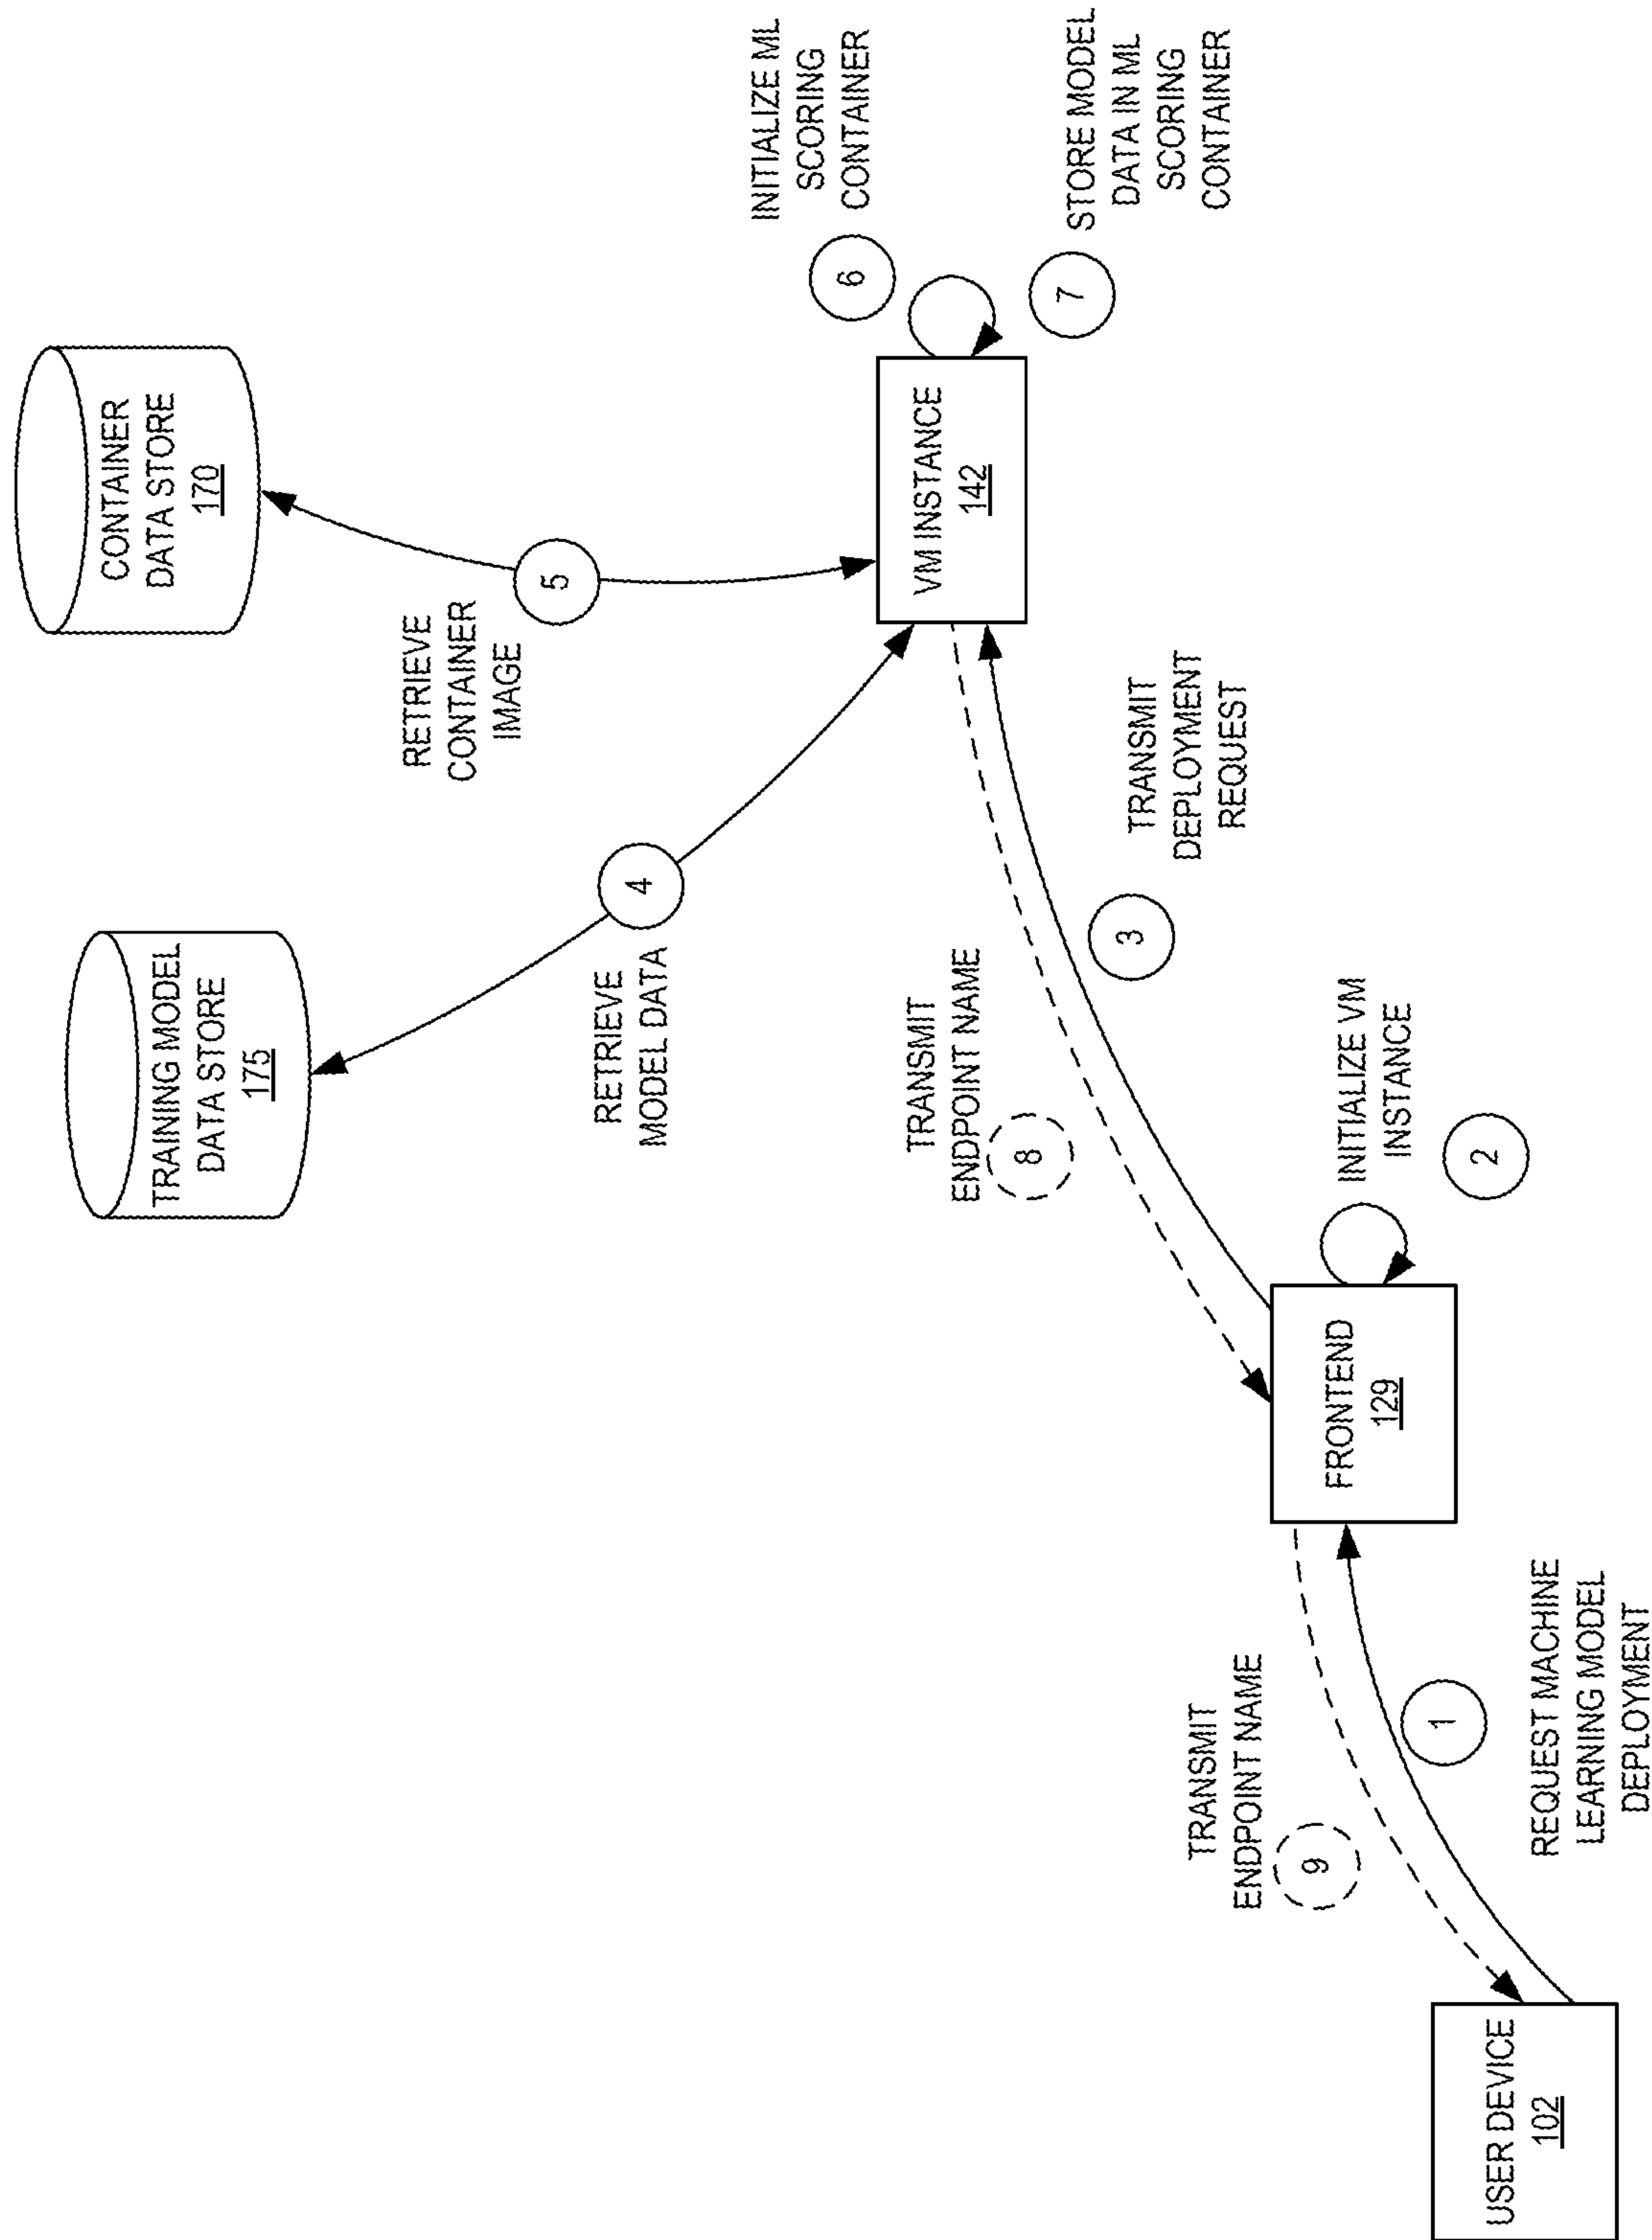 TRAINING MODEL
DATA STORE
175
CONTAINER
DATA STORE
170
RETRIEVE
CONTAINER
IMAGE
5
4
RETRIEVE
MODEL DATA
INITIALIZE ML
SCORING
CONTAINER
6
VM INSTANCE
142
7
STORE MODEL
DATA IN ML
SCORING
CONTAINER
TRANSMIT
ENDPOINT NAME
8
3
TRANSMIT
DEPLOYMENT
REQUEST
FRONTEND
129
INITIALIZE VM
INSTANCE
2
TRANSMIT
ENDPOINT NAME
9
1
REQUEST MACHINE
LEARNING MODEL
DEPLOYMENT
USER DEVICE
102